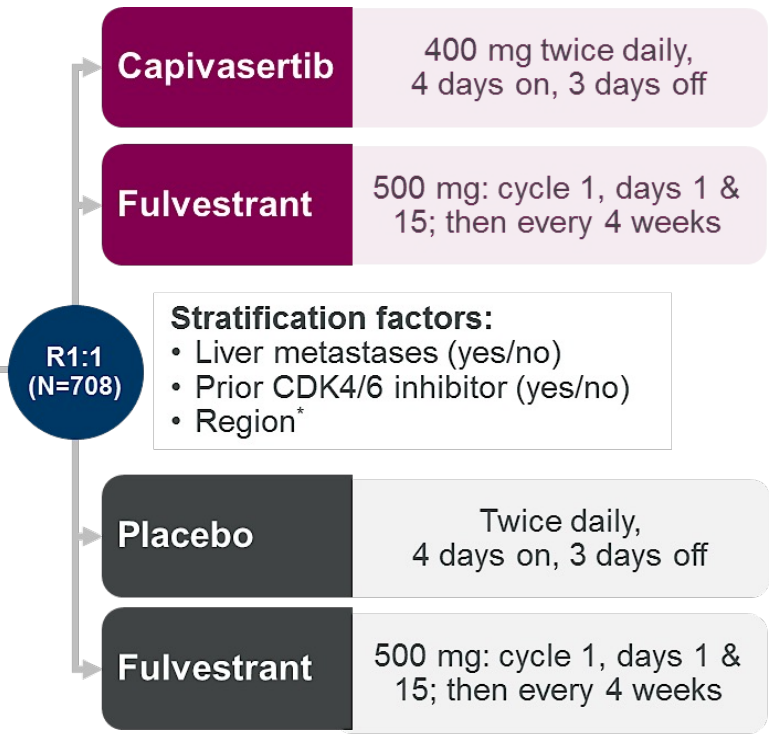 Capivasertib
400 mg twice daily,
4 days on, 3 days off
Fulvestrant
500 mg: cycle 1, days 1 &
15; then every 4 weeks
R1:1
(N=708)
Stratification factors:
• Liver metastases (yes/no)
• Prior CDK4/6 inhibitor (yes/no)
• Region*
Placebo
Twice daily,
4 days on, 3 days off
Fulvestrant
500 mg: cycle 1, days 1 &
15; then every 4 weeks